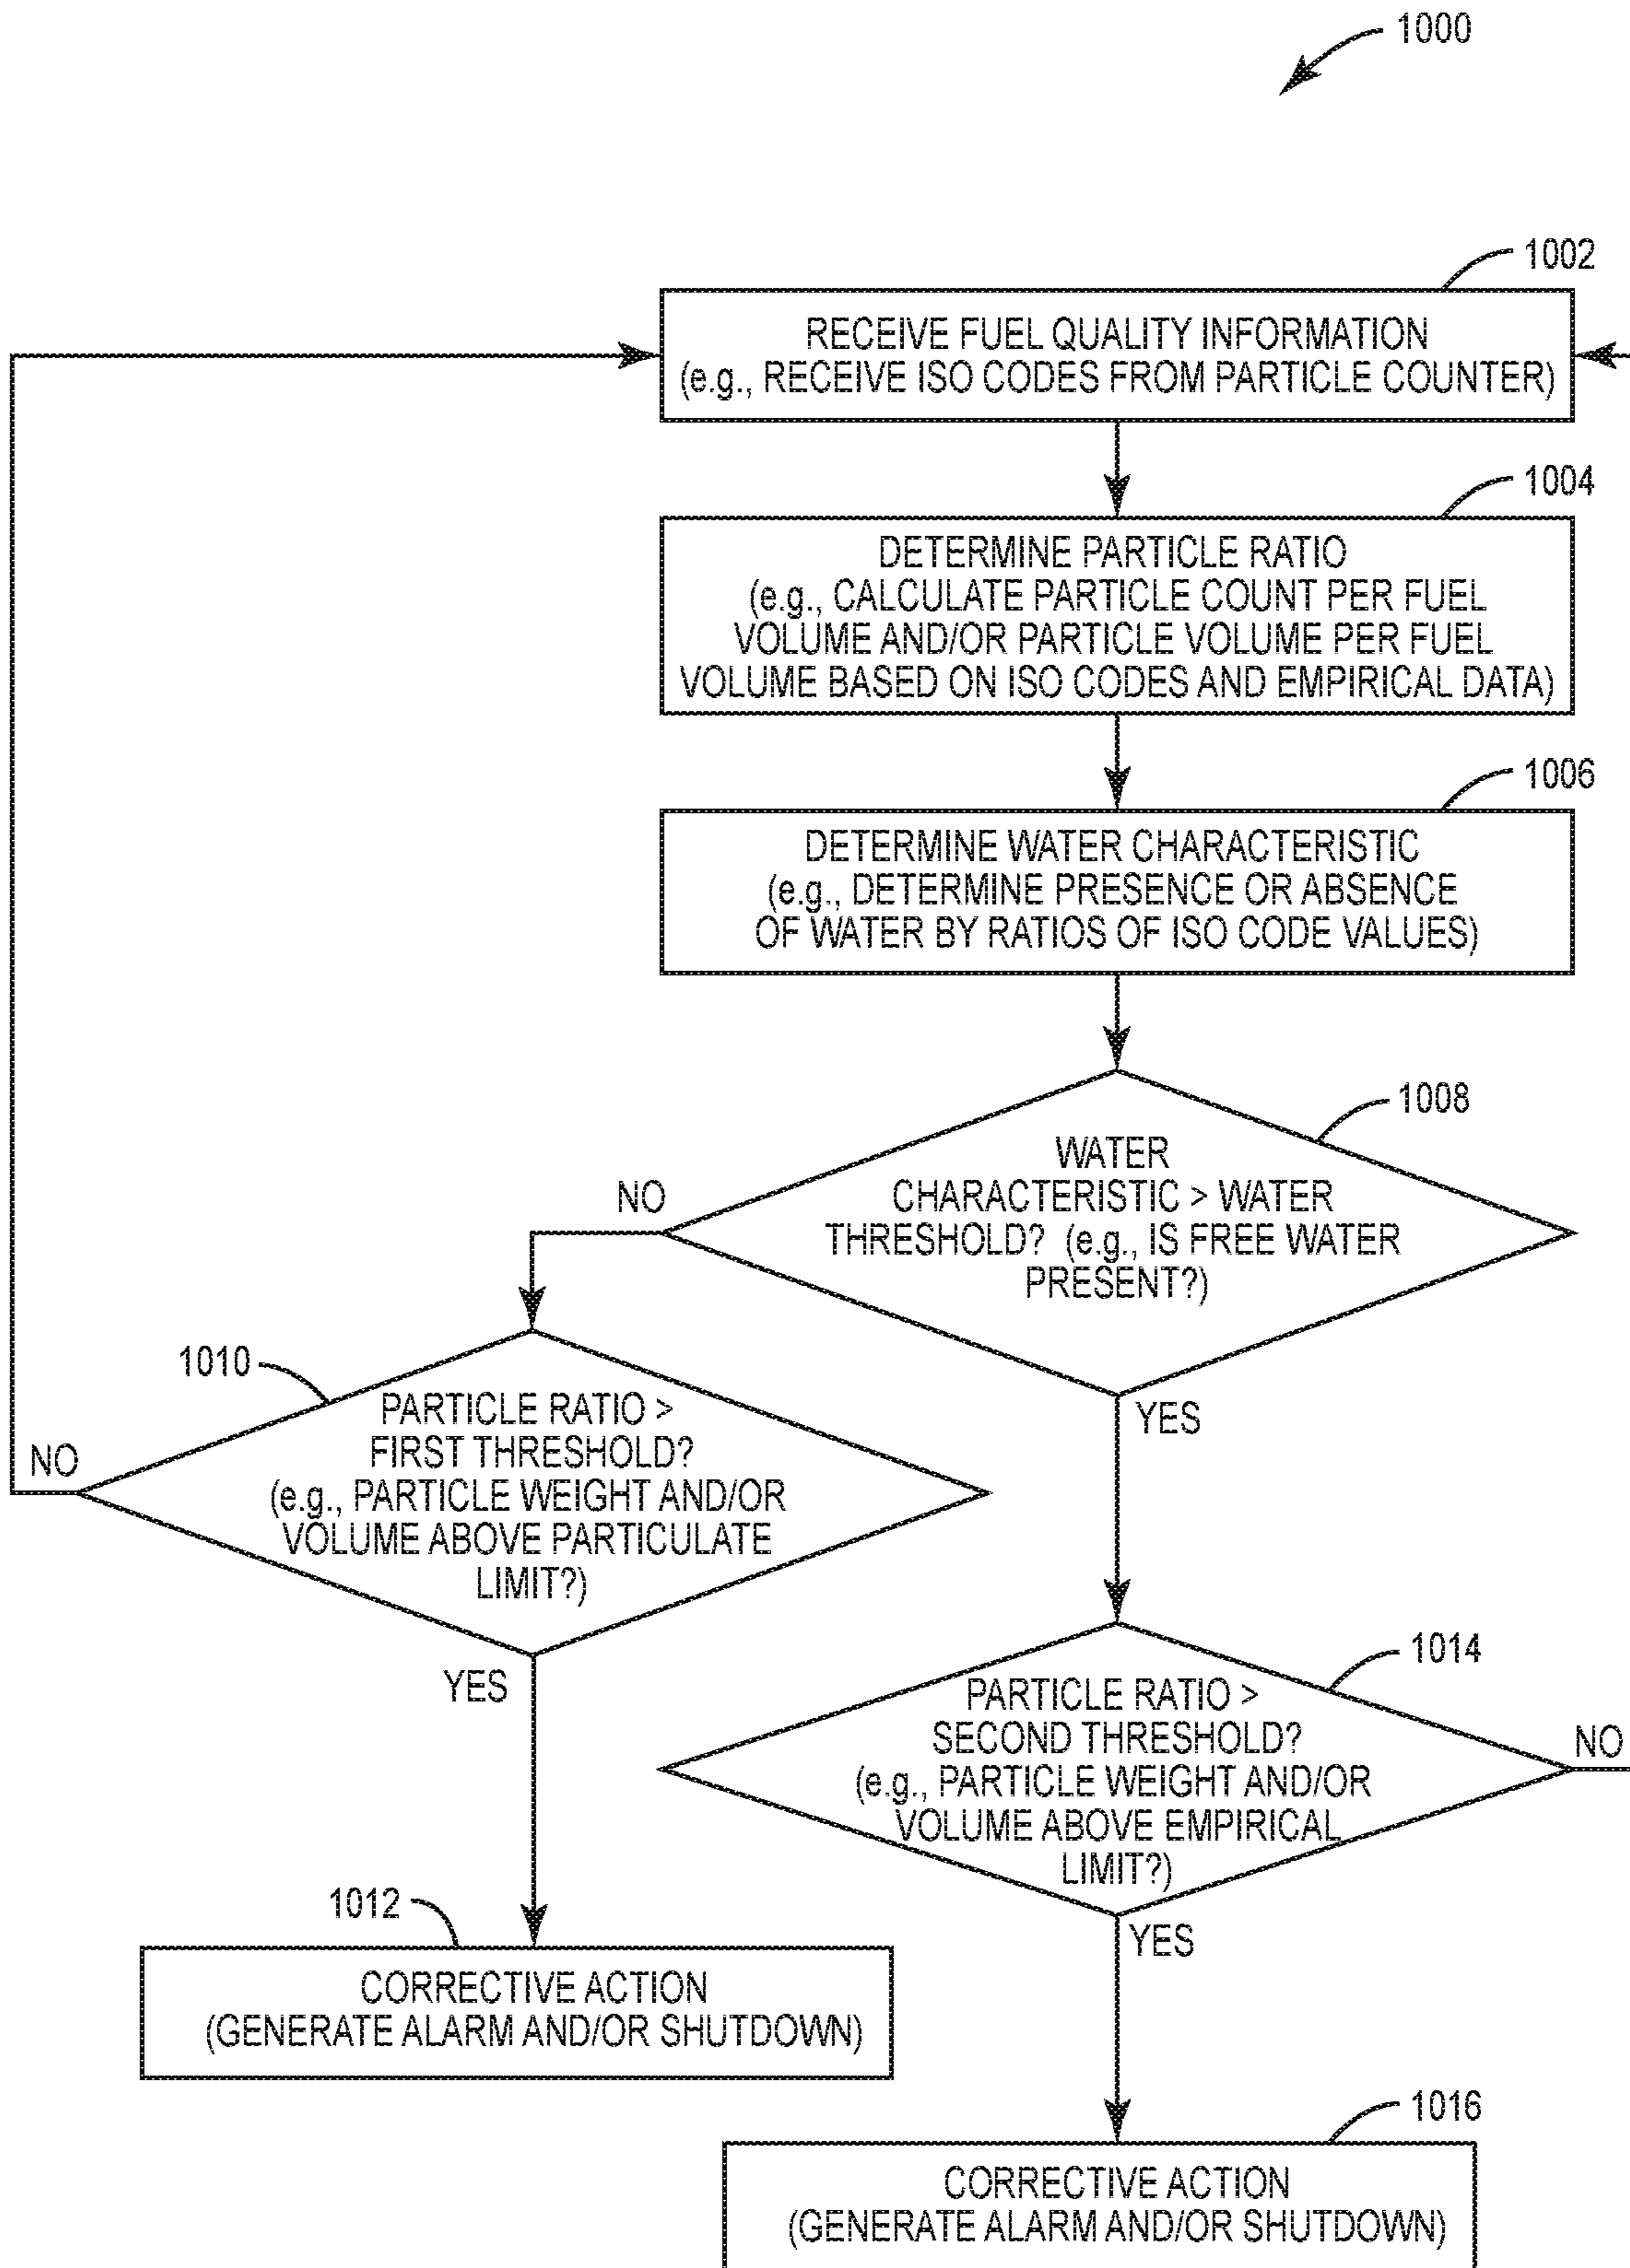 1000
1002
RECEIVE FUEL QUALITY INFORMATION
(e.g., RECEIVE ISO CODES FROM PARTICLE COUNTER)
1004
DETERMINE PARTICLE RATIO
(e.g., CALCULATE PARTICLE COUNT PER FUEL
VOLUME AND/OR PARTICLE VOLUME PER FUEL
VOLUME BASED ON ISO CODES AND EMPIRICAL DATA)
1006
DETERMINE WATER CHARACTERISTIC
(e.g., DETERMINE PRESENCE OR ABSENCE
OF WATER BY RATIOS OF ISO CODE VALUES)
1008
WATER
CHARACTERISTIC > WATER
THRESHOLD? (e.g., IS FREE WATER
PRESENT?)
NO
YES
1010
PARTICLE RATIO >
FIRST THRESHOLD?
(e.g., PARTICLE WEIGHT AND/OR
VOLUME ABOVE PARTICULATE
LIMIT?)
NO
YES
1014
PARTICLE RATIO >
SECOND THRESHOLD?
(e.g., PARTICLE WEIGHT AND/OR
VOLUME ABOVE EMPIRICAL
LIMIT?)
NO
YES
1012
CORRECTIVE ACTION
(GENERATE ALARM AND/OR SHUTDOWN)
1016
CORRECTIVE ACTION
(GENERATE ALARM AND/OR SHUTDOWN)